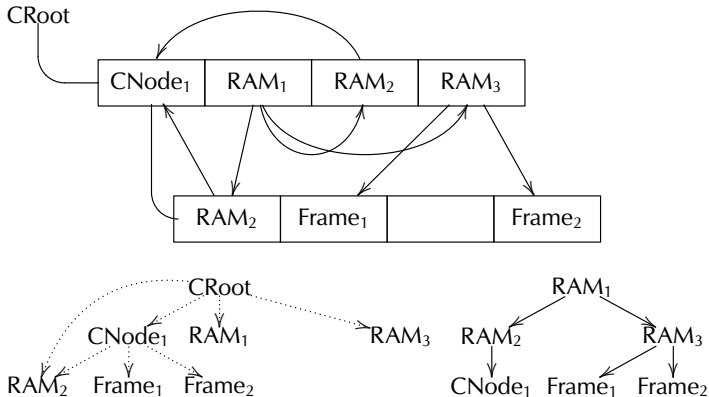 CRoot
CNode₁ RAM₁ RAM₂ RAM₃
RAM₂ Frame₁ Frame₂
CRoot RAM₁
CNode₁ RAM₁ RAM₃ RAM₂ RAM₃
RAM₂ Frame₁ Frame₂ CNode₁ Frame₁ Frame₂